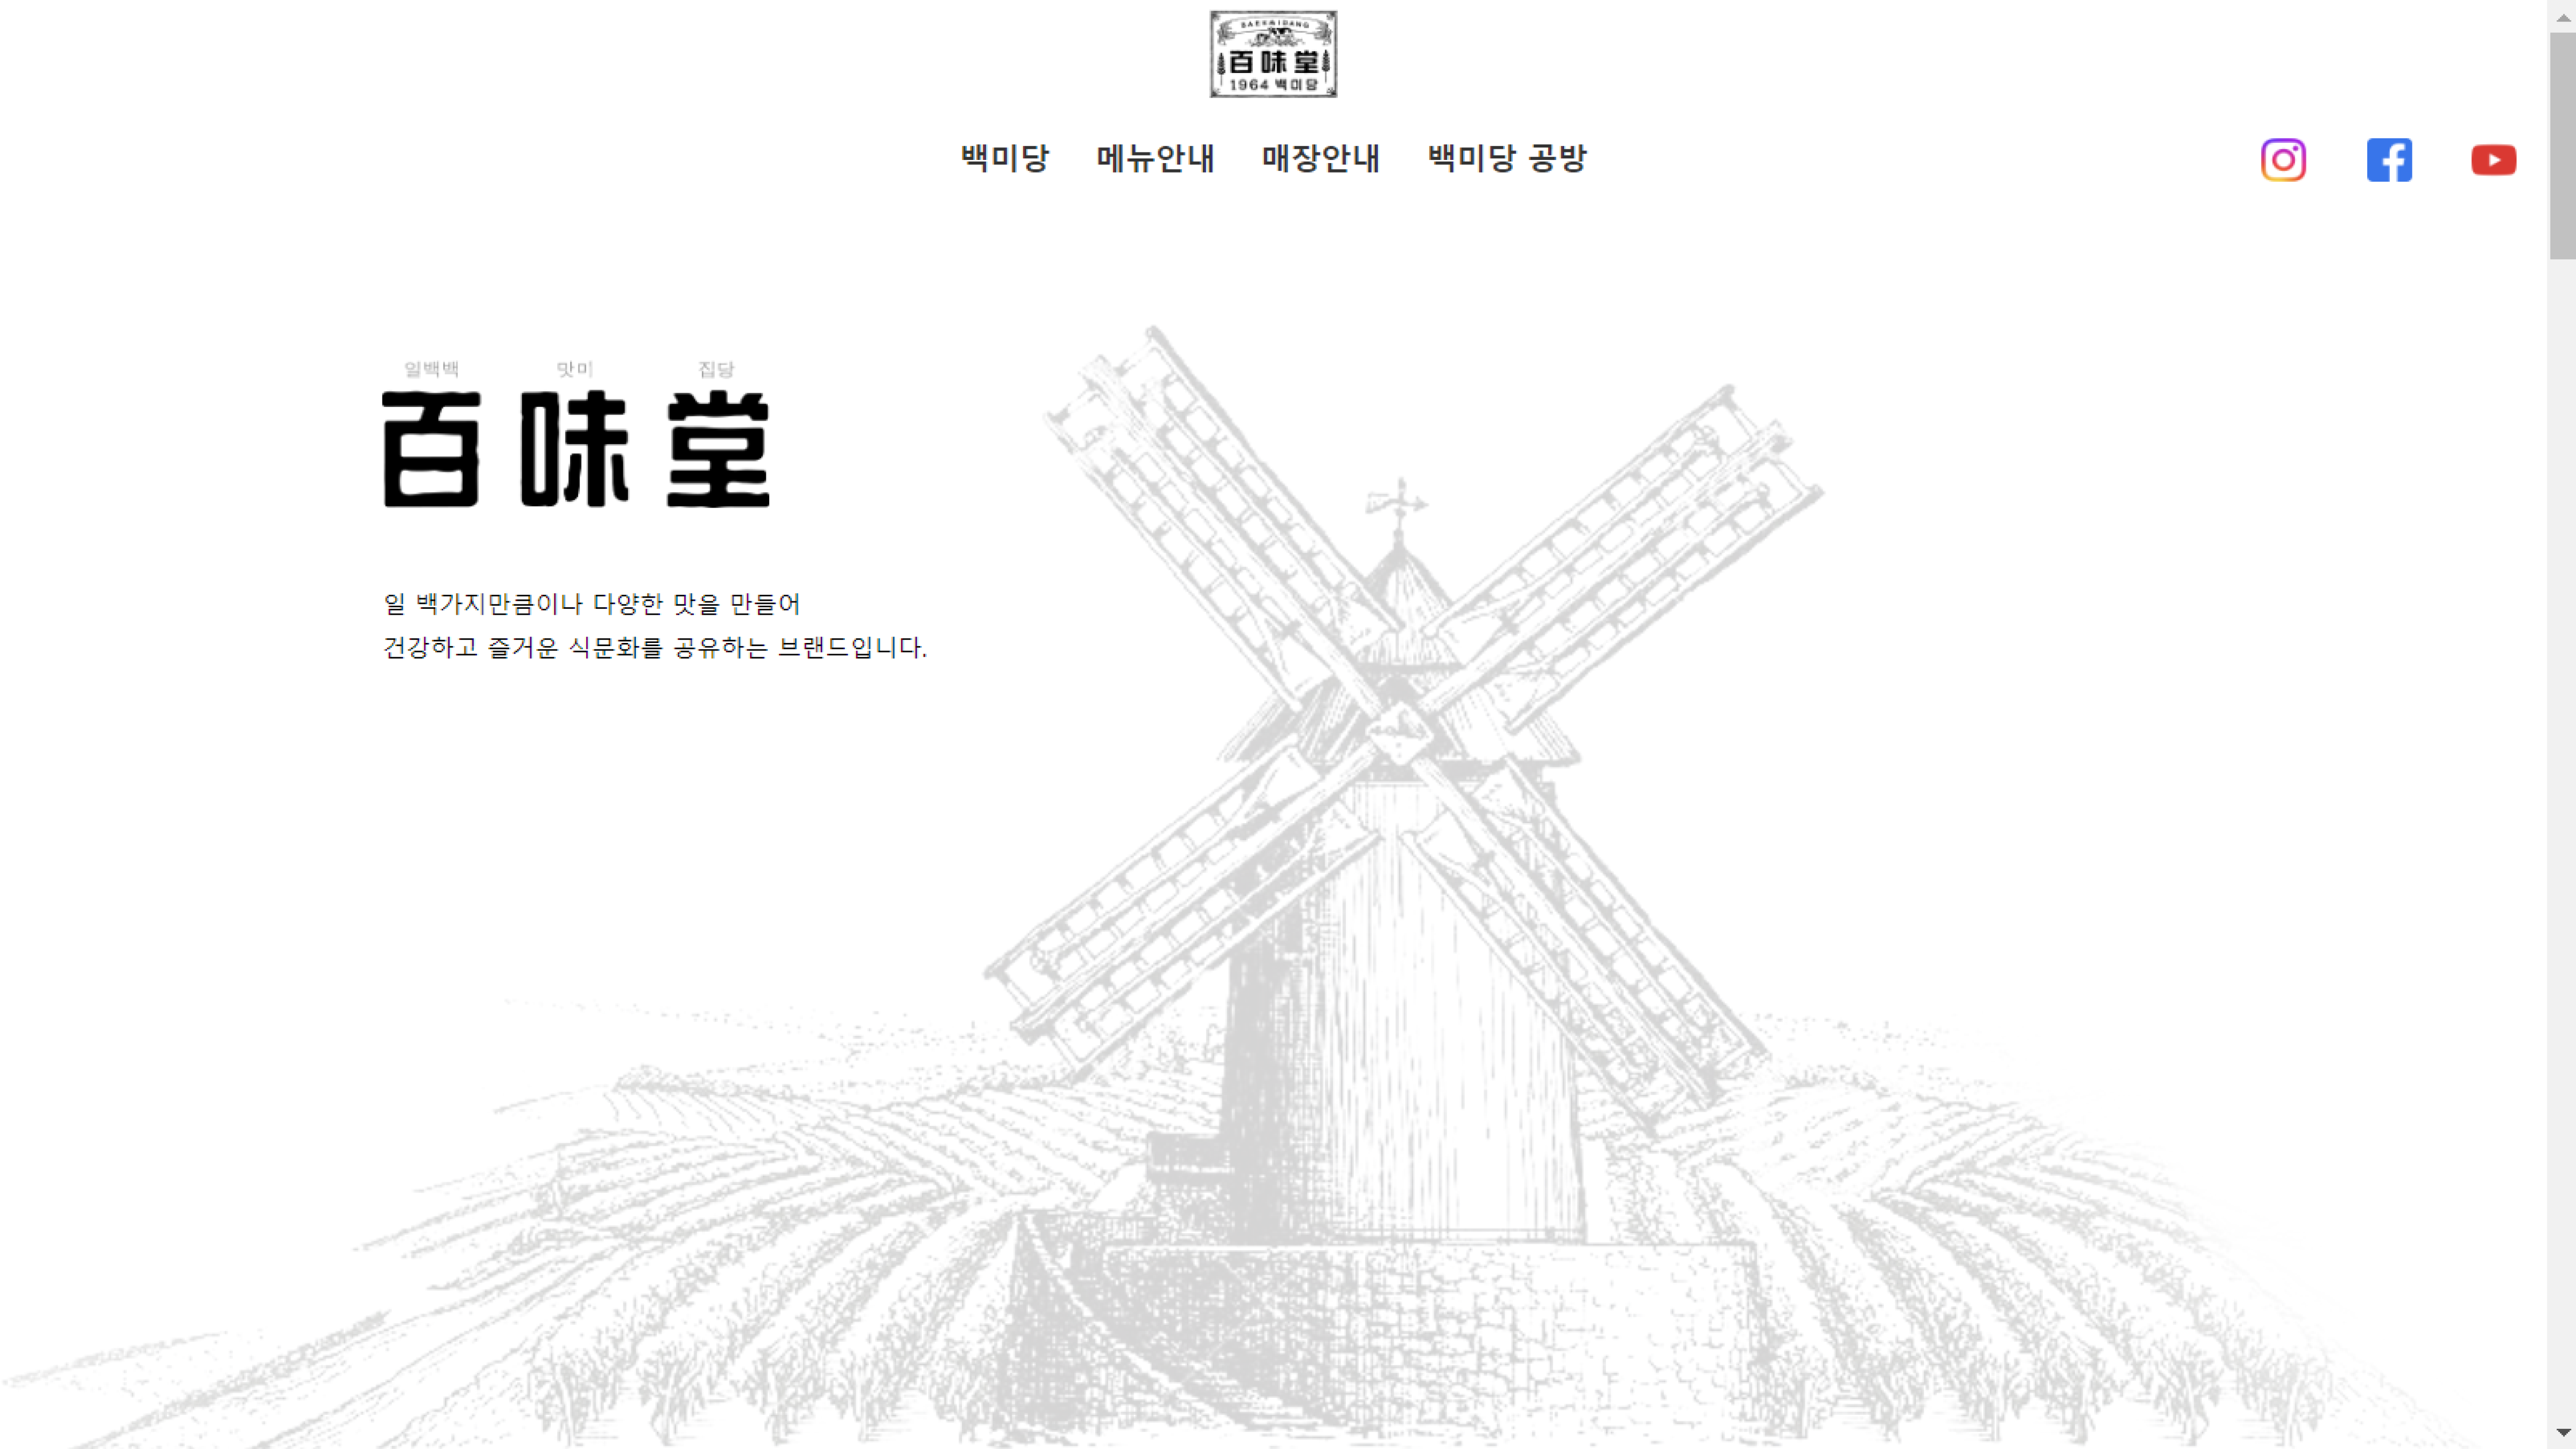 BAEKMIDANG
百味堂
1964 백미당
백미당 메뉴안내 매장안내 백미당 공방
일백백 맛미 집당
百味堂
일 백가지만큼이나 다양한 맛을 만들어
건강하고 즐거운 식문화를 공유하는 브랜드입니다.